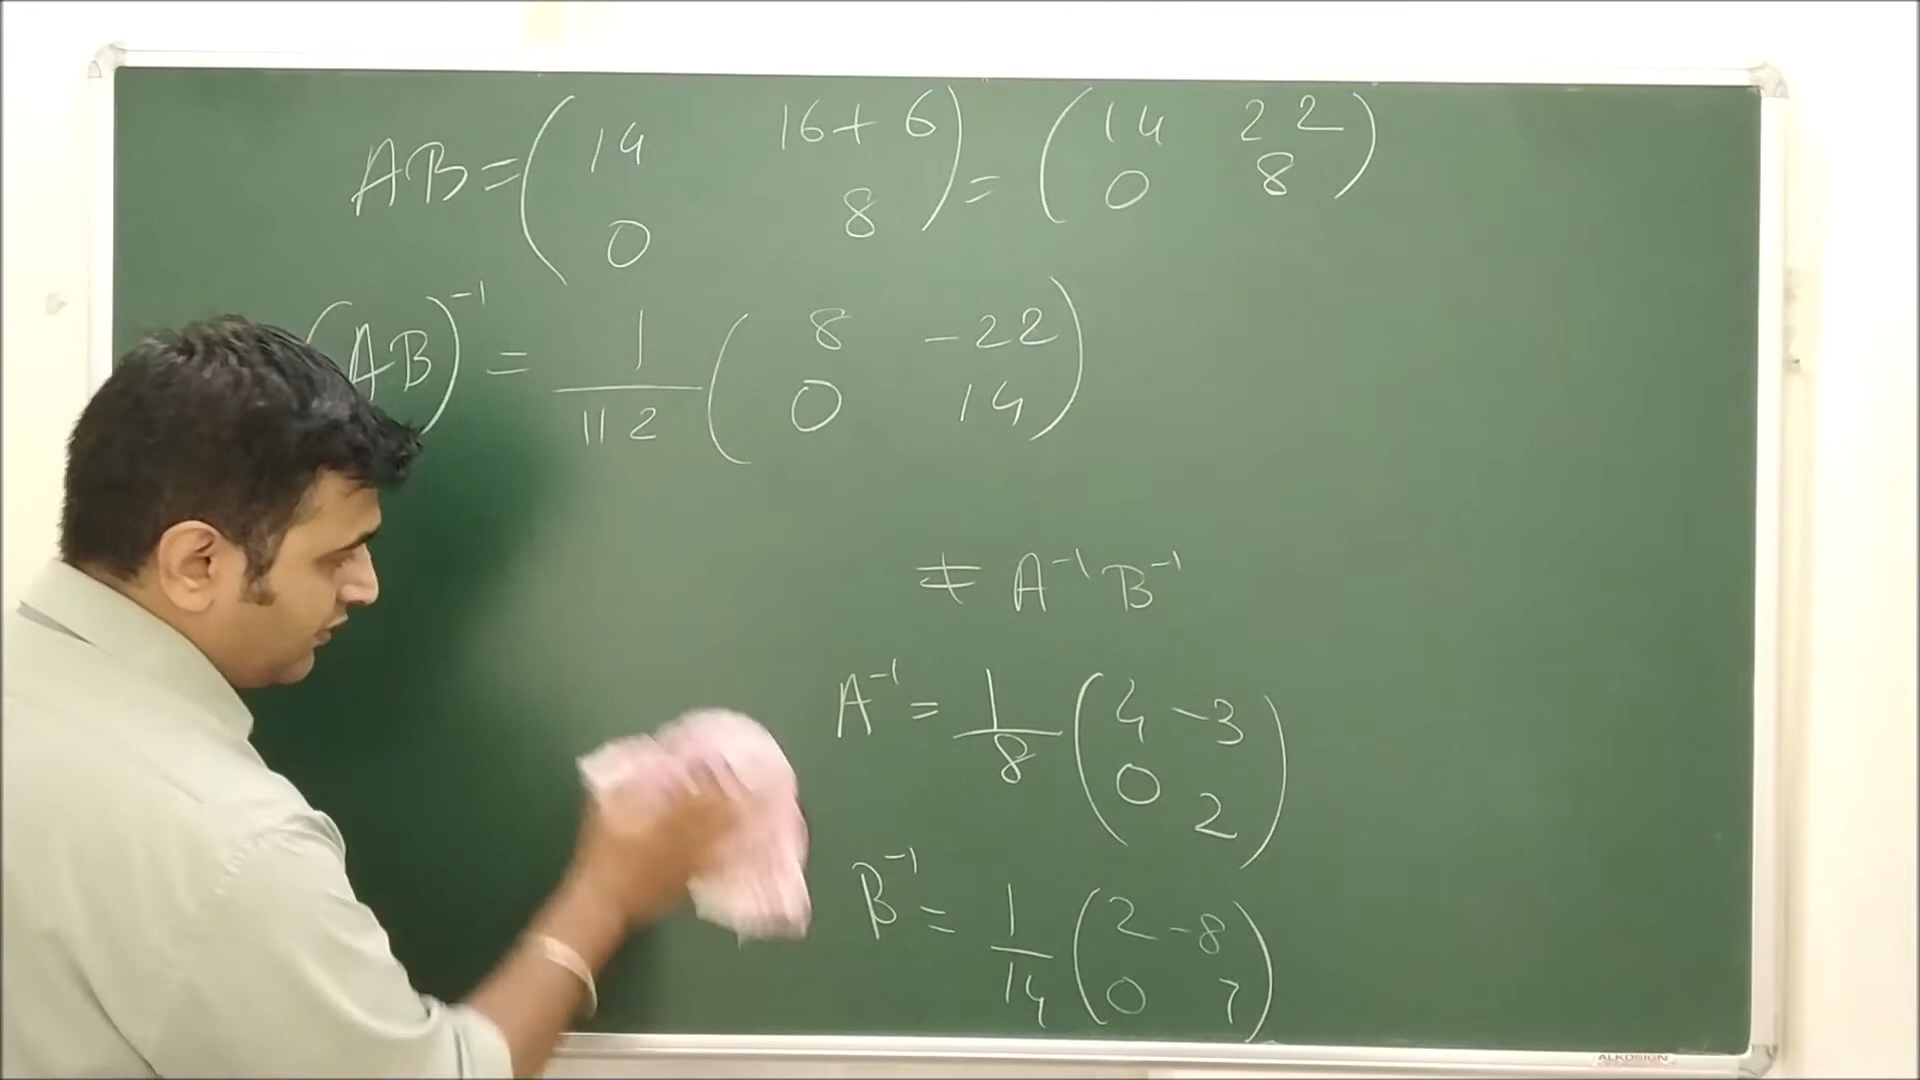 AB = ( 14 16+6 ) = ( 14 22 )
0 8 0 8
(AB)⁻¹ = 1 ( 8 -22 )
112 0 14
≠ A⁻¹ B⁻¹
A⁻¹ = 1 ( 4 -3 )
8 0 2
B⁻¹ = 1 ( 2 -8 )
14 0 7
ALKOSIGN